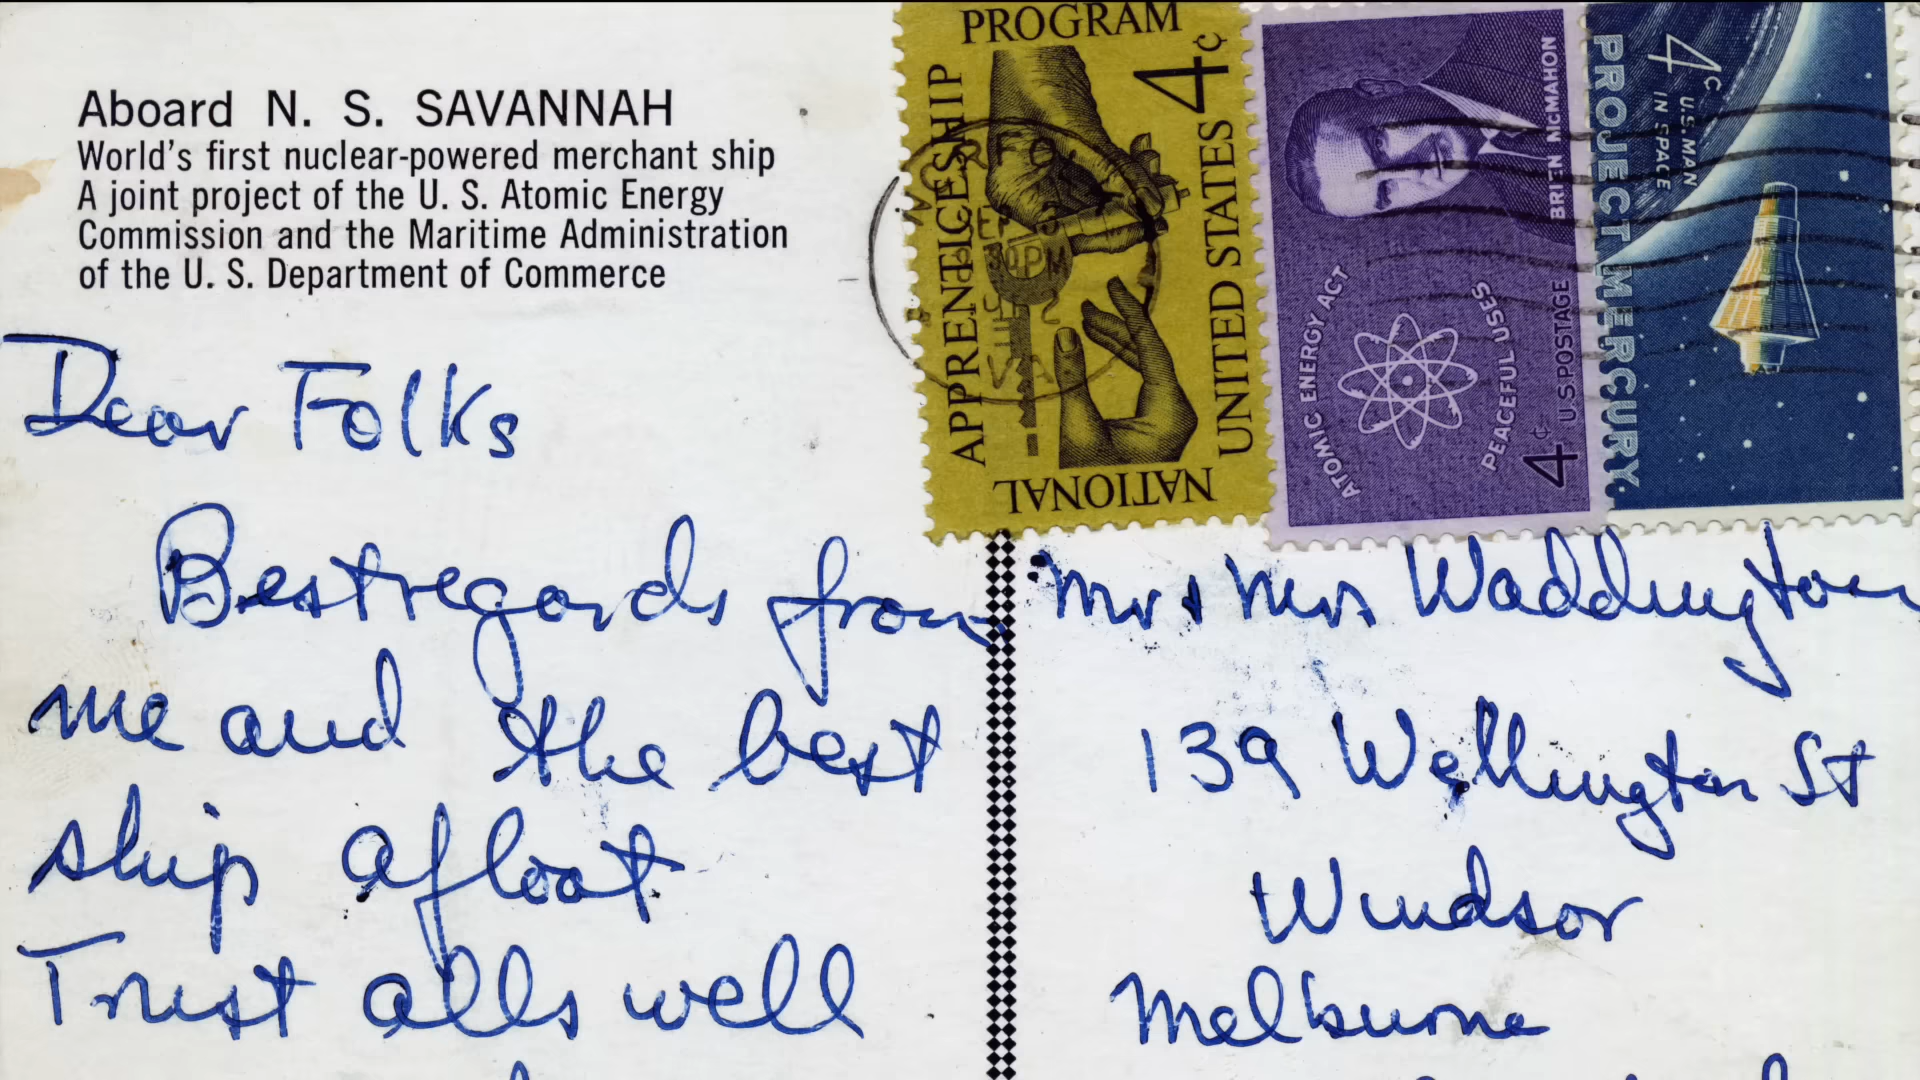 Aboard N. S. SAVANNAH
World's first nuclear-powered merchant ship
A joint project of the U. S. Atomic Energy
Commission and the Maritime Administration
of the U. S. Department of Commerce
Dear Folks
Best regards from
me and the best
ship afloat
Trust alls well
NATIONAL
APPRENTICESHIP
PROGRAM
UNITED STATES 4¢
PM
VA
BRIEN MCMAHON
ATOMIC ENERGY ACT
PEACEFUL USES
4¢ U S POSTAGE
4¢
U.S. MAN
IN SPACE
PROJECT MERCURY.
Mr & Mrs Waddington
139 Wellington St
Windsor
Melburne